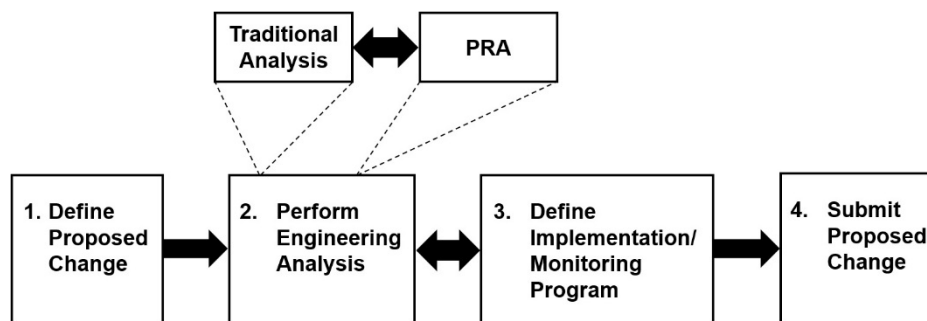 Traditional
Analysis
PRA
1. Define
Proposed
Change
2. Perform
Engineering
Analysis
3. Define
Implementation/
Monitoring
Program
4. Submit
Proposed
Change